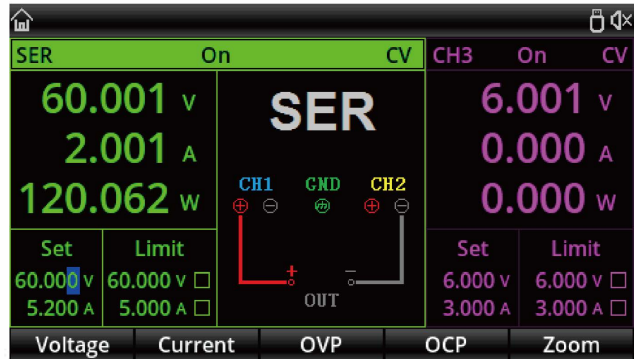 SER On CV CH3 On CV
60.001 V
2.001 A
120.062 W
SER
CH1 GND CH2
+ -
OUT
6.001 V
0.000 A
0.000 W
Set Limit
60.000 V 60.000 V
5.200 A 5.000 A
Set Limit
6.000 V 6.000 V
3.000 A 3.000 A
Voltage Current OVP OCP Zoom